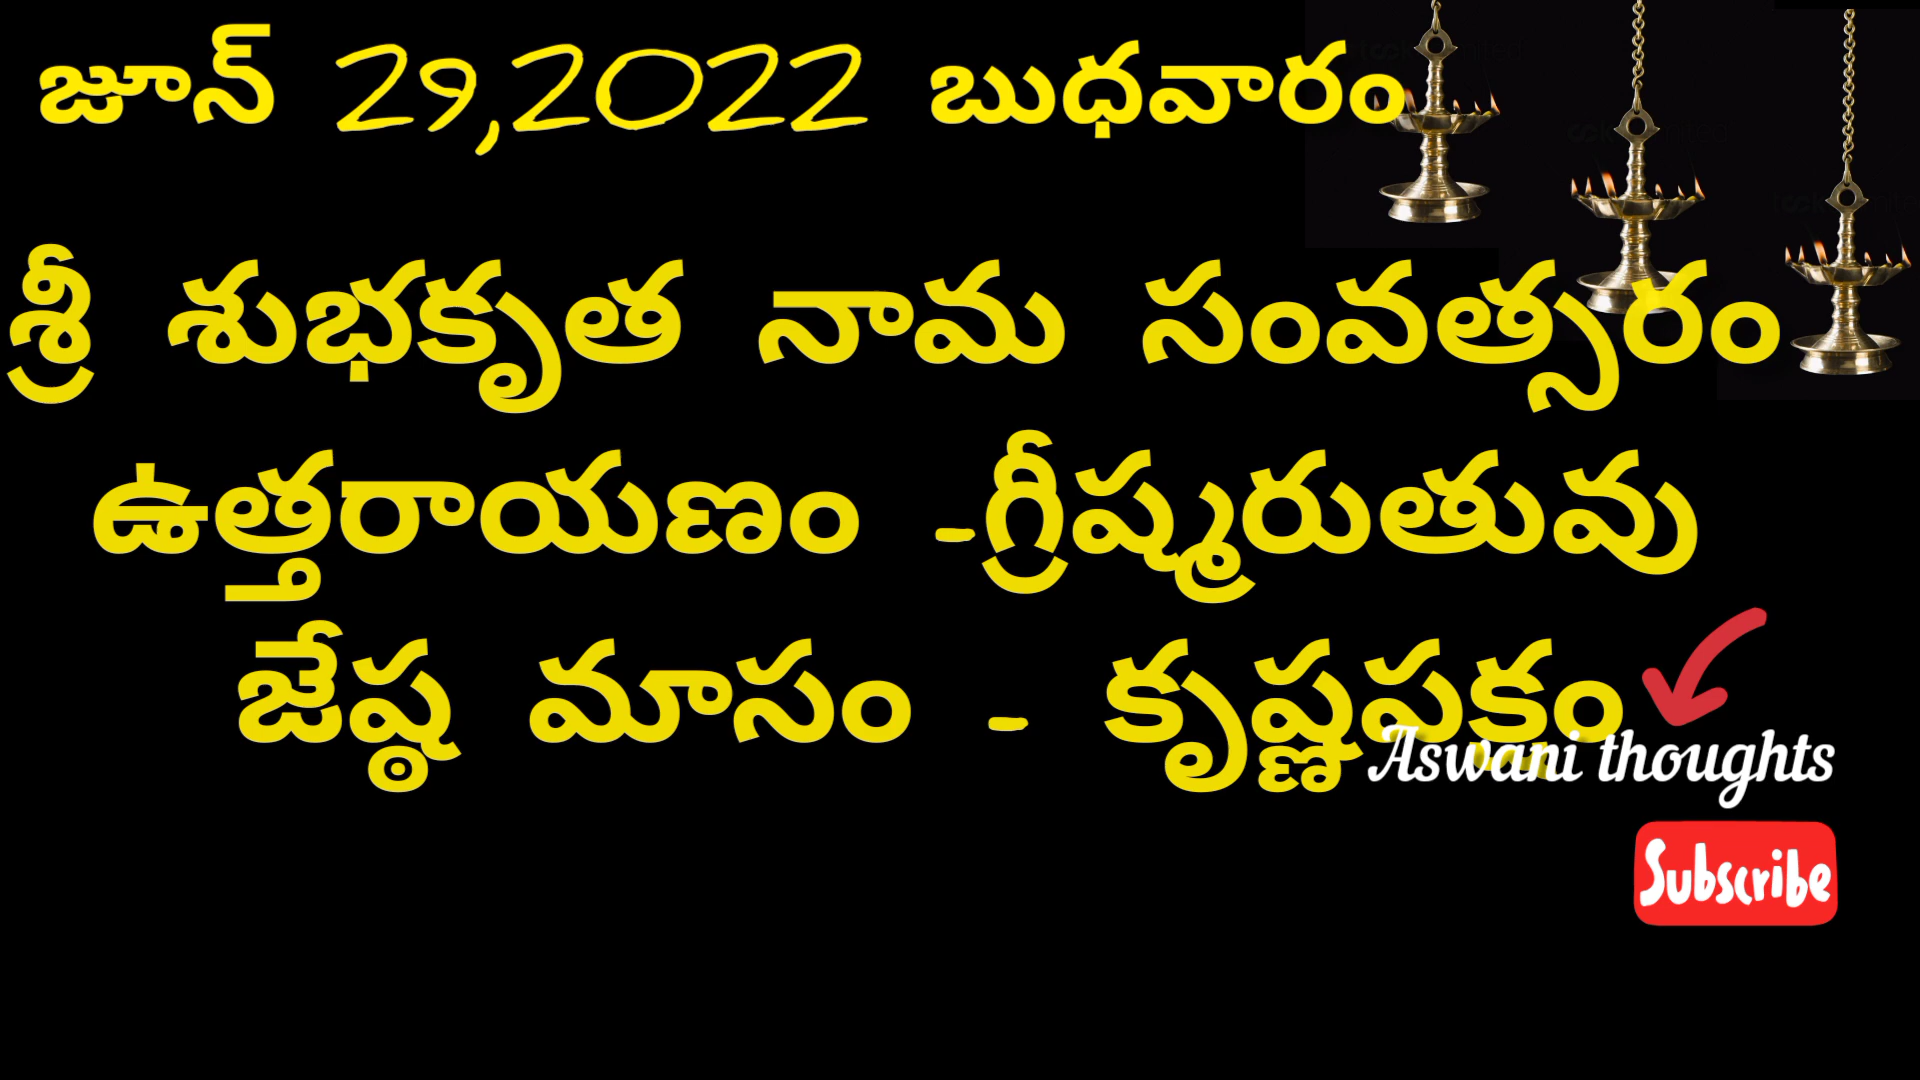 జూన్ 29,2022 బుధవారం
శ్రీ శుభకృత నామ సంవత్సరం
ఉత్తరాయణం -గ్రీష్మరుతువు
జేష్ఠ మాసం - కృష్ణపక్షం
Aswani thoughts
Subscribe